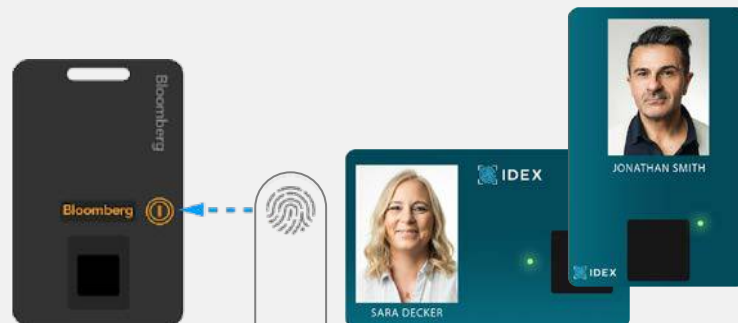 Bloomberg
Bloomberg
IDEX
SARA DECKER
JONATHAN SMITH
IDEX